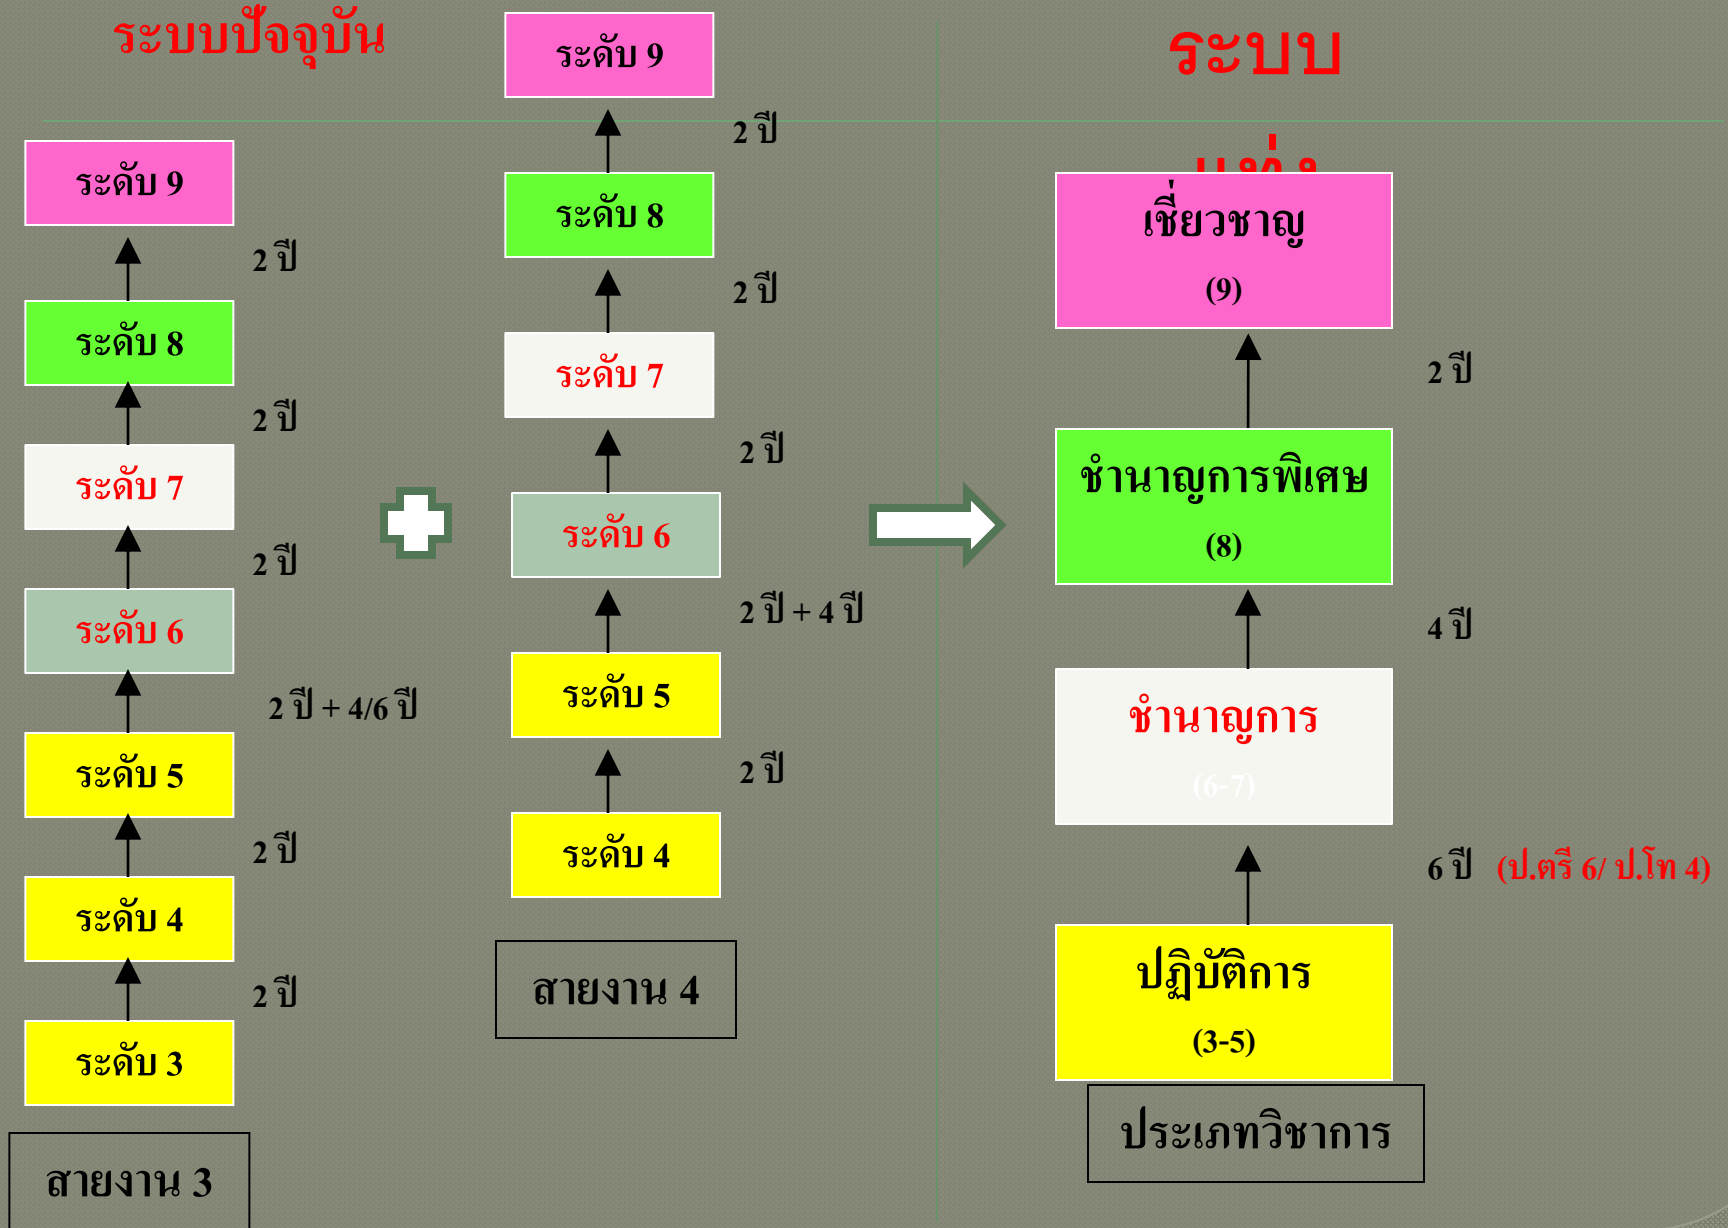 ระบบปัจจุบัน
ระดับ 9
2 ปี
ระดับ 8
2 ปี
ระดับ 7
2 ปี
ระดับ 6
2 ปี + 4/6 ปี
ระดับ 5
2 ปี
ระดับ 4
2 ปี
ระดับ 3
สายงาน 3
ระดับ 9
2 ปี
ระดับ 8
2 ปี
ระดับ 7
2 ปี
ระดับ 6
2 ปี + 4 ปี
ระดับ 5
2 ปี
ระดับ 4
สายงาน 4
ระบบ
เชี่ยวชาญ
(9)
2 ปี
ชำนาญการพิเศษ
(8)
4 ปี
ชำนาญการ
(6-7)
6 ปี (ป.ตรี 6/ ป.โท 4)
ปฏิบัติการ
(3-5)
ประเภทวิชาการ